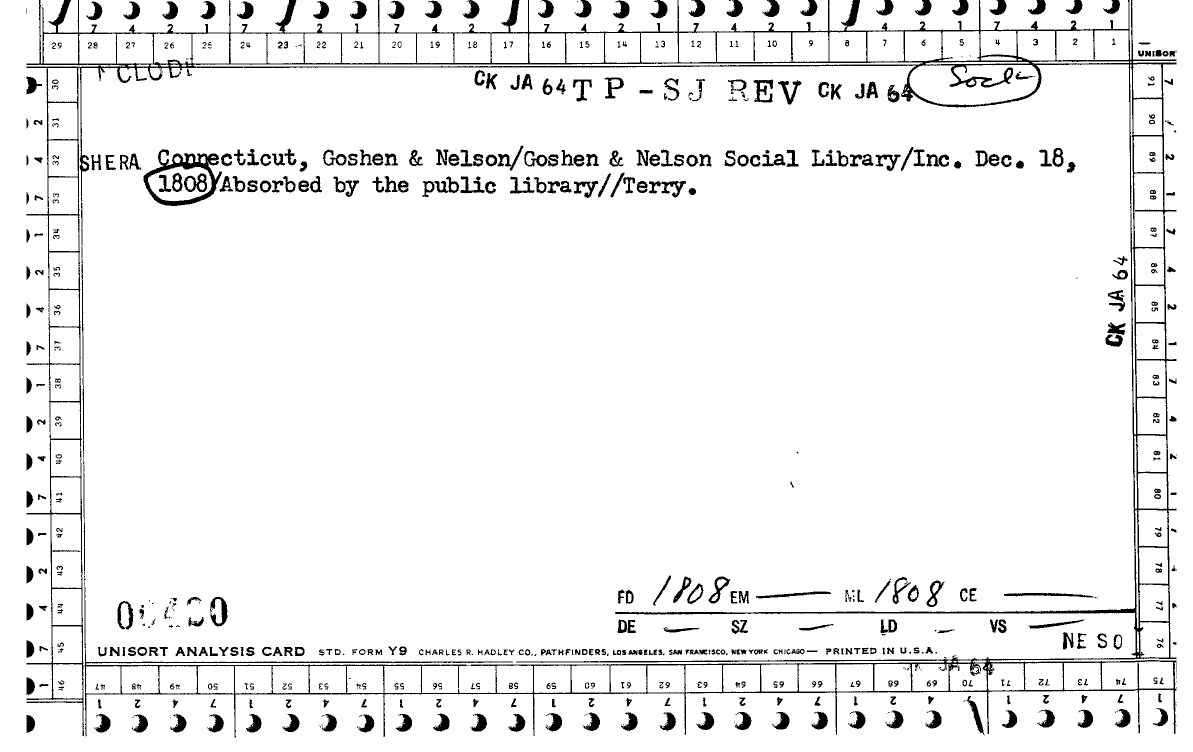 7 4 2 1 7 4 2 1 7 4 2 1 7 4 2 1 7 4 2 1 7 4 2 1 7 4 2 1
29 28 27 26 25 24 23 22 21 20 19 18 17 16 15 14 13 12 11 10 9 8 7 6 5 4 3 2 1
UNISORT
CK JA 64 TP - SJ REV CK JA 64
SHERA Connecticut, Goshen & Nelson/Goshen & Nelson Social Library/Inc. Dec. 18,
1808/Absorbed by the public library//Terry.
CK JA 64
30 31 32 33 34 35 36 37 38 39 40 41 42 43 44 45 46
91 90 89 88 87 86 85 84 83 82 81 80 79 78 77 76
FD 1808 EM — ML 1808 CE —
DE — SZ — LD — VS —
NE SO
UNISORT ANALYSIS CARD STD. FORM Y9 CHARLES R. HADLEY CO., PATHFINDERS, LOS ANGELES, SAN FRANCISCO, NEW YORK CHICAGO — PRINTED IN U.S.A.
JA 64
47 48 49 50 51 52 53 54 55 56 57 58 59 60 61 62 63 64 65 66 67 68 69 70 71 72 73 74 75
1 2 4 7 1 2 4 7 1 2 4 7 1 2 4 7 1 2 4 7 1 2 4 7 1 2 4 7 1